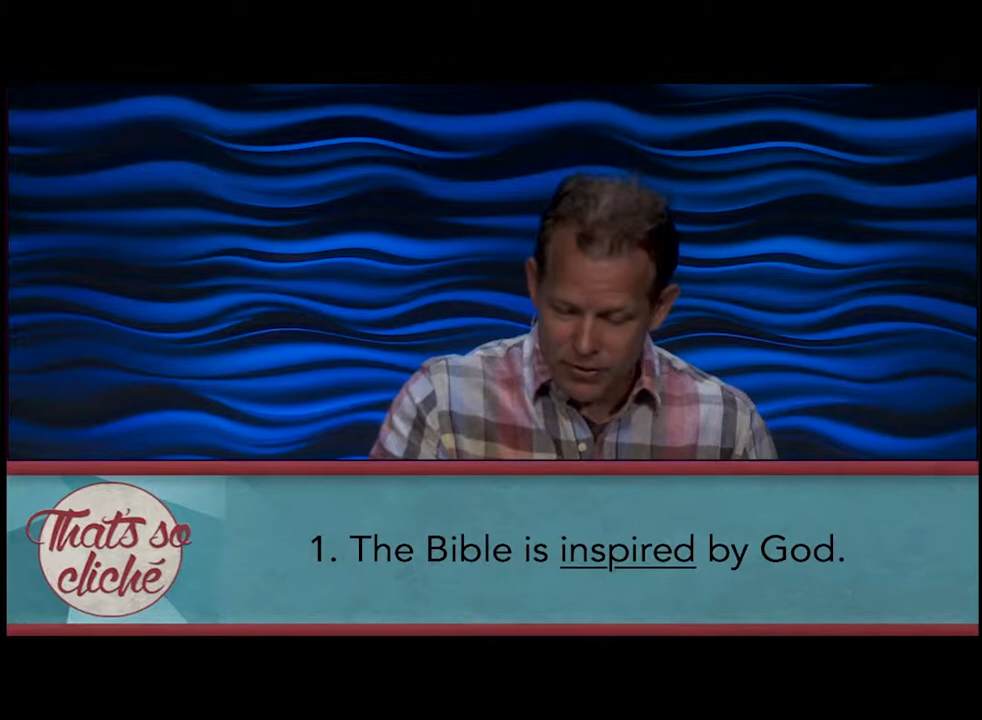 That's so
cliché
1. The Bible is inspired by God.